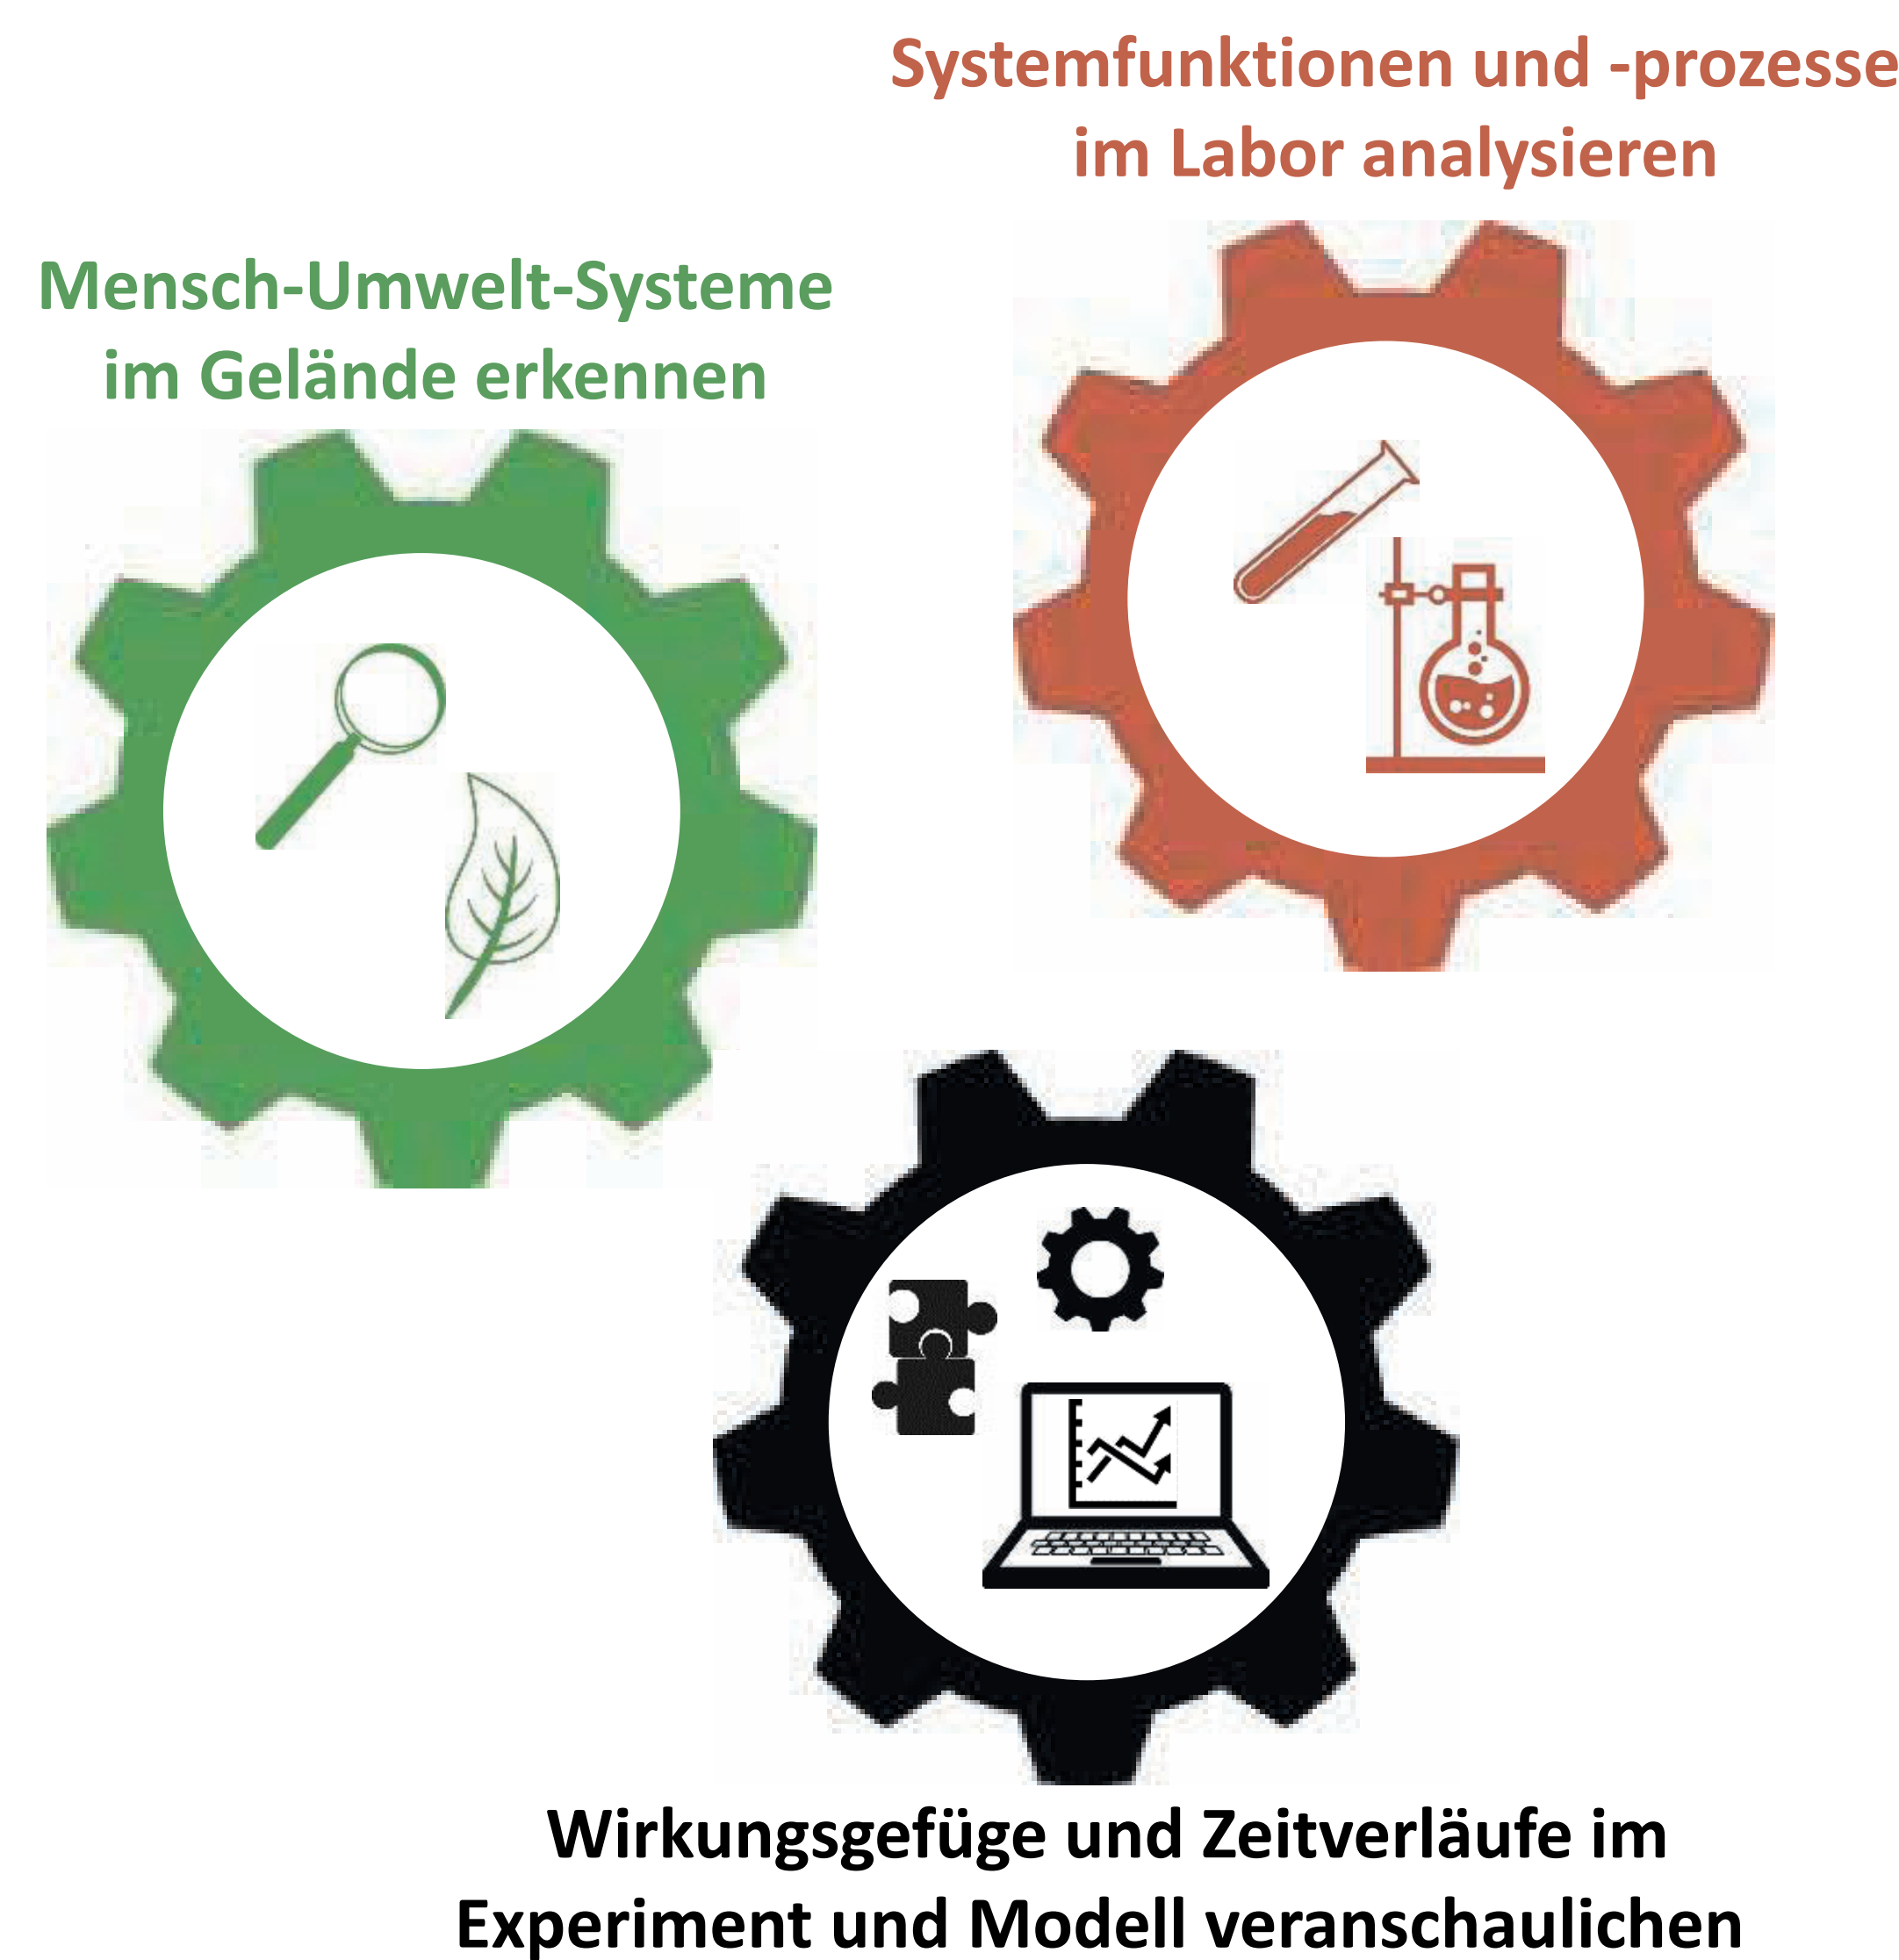 Systemfunktionen und -prozesse
im Labor analysieren
Mensch-Umwelt-Systeme
im Gelände erkennen
Wirkungsgefüge und Zeitverläufe im
Experiment und Modell veranschaulichen